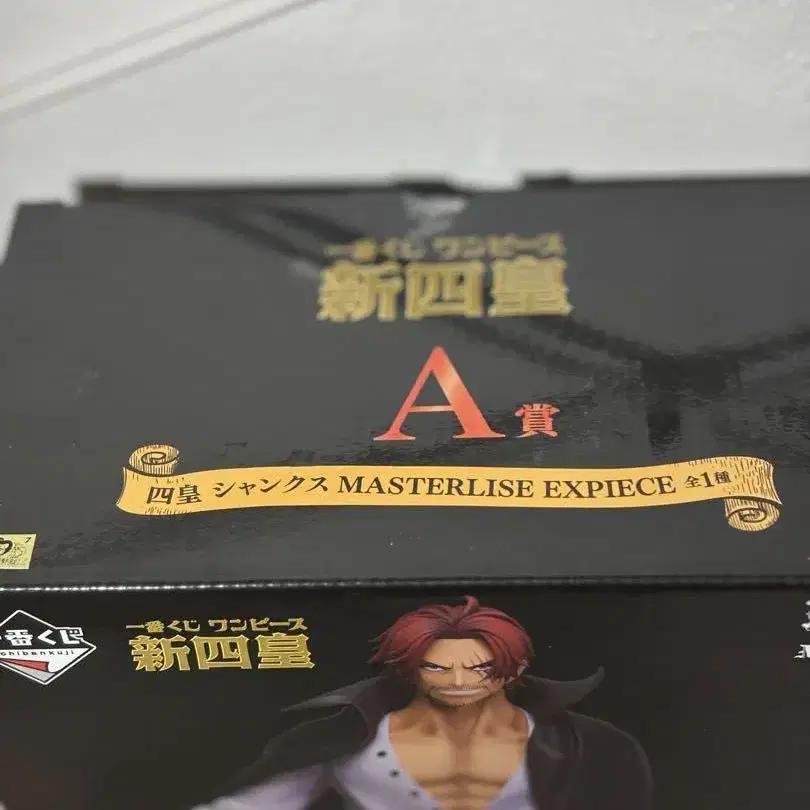 一番くじ ワンピース
新四皇
A賞
四皇 シャンクス MASTERLISE EXPIECE 全1種
7
番くじ
ichibankuji
一番くじ ワンピース
新四皇